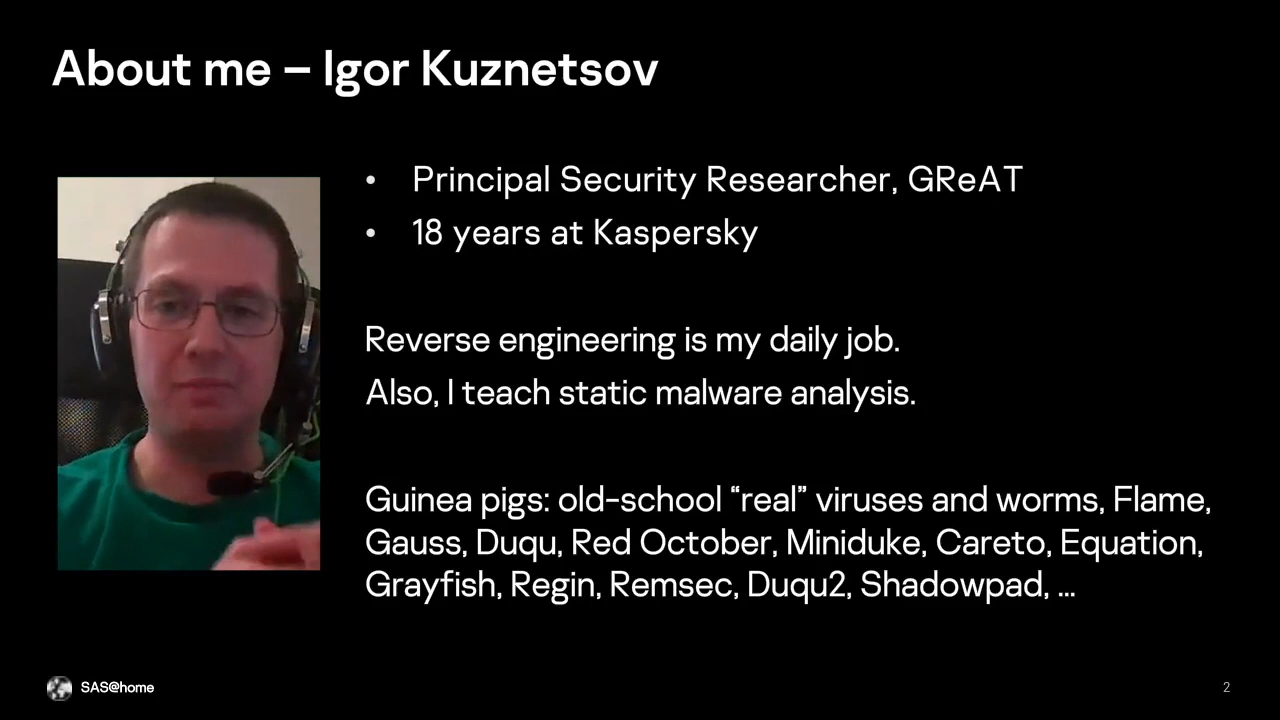 About me – Igor Kuznetsov
• Principal Security Researcher, GReAT
• 18 years at Kaspersky
Reverse engineering is my daily job.
Also, I teach static malware analysis.
Guinea pigs: old-school “real” viruses and worms, Flame,
Gauss, Duqu, Red October, Miniduke, Careto, Equation,
Grayfish, Regin, Remsec, Duqu2, Shadowpad, ...
SAS@home
2